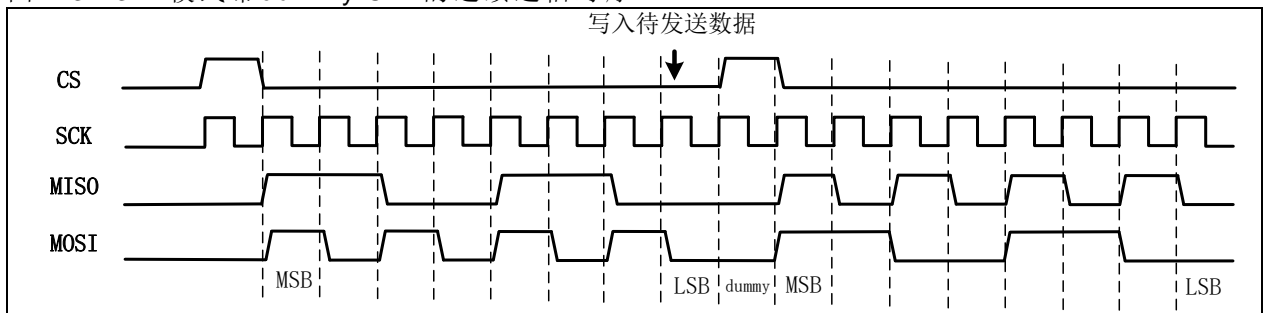 写入待发送数据
CS
SCK
MISO
MOSI
MSB LSB dummy MSB LSB